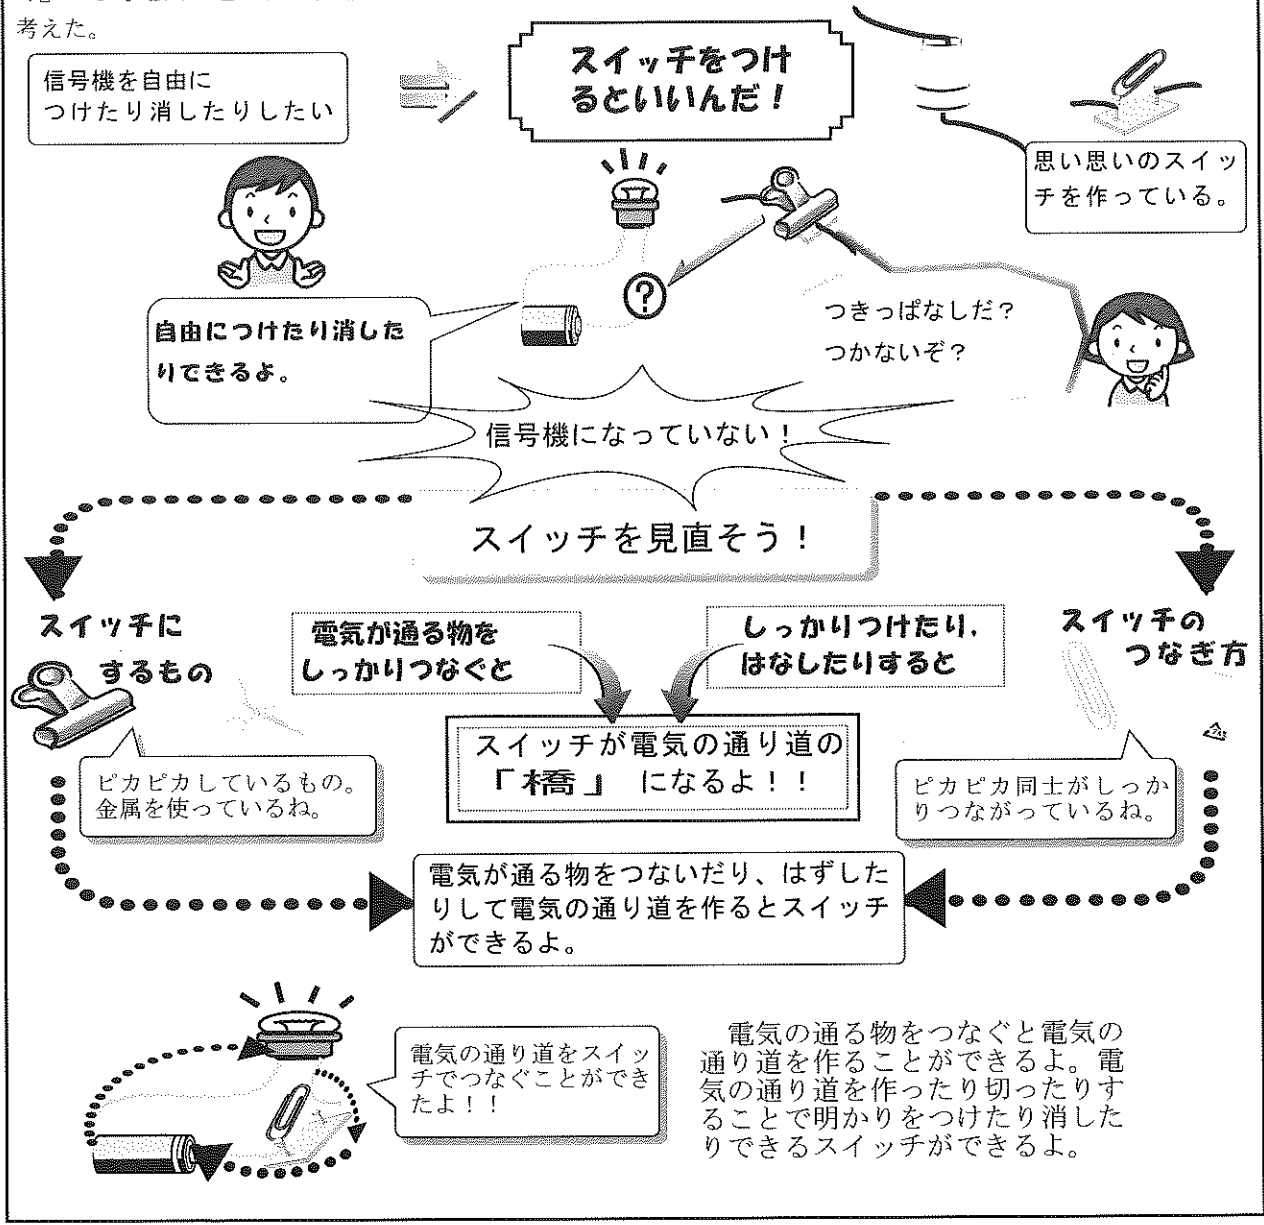 考えた。
信号機を自由に
つけたり消したりしたい
スイッチをつけ
るといいんだ！
思い思いのスイッ
チを作っている。
自由につけたり消した
りできるよ。
?
つきっぱなしだ？
つかないぞ？
信号機になっていない！
スイッチを見直そう！
スイッチに
するもの
電気が通る物を
しっかりつなぐと
しっかりつけたり，
はなしたりすると
スイッチの
つなぎ方
スイッチが電気の通り道の
「橋」 になるよ！！
ピカピカしているもの。
金属を使っているね。
ピカピカ同士がしっか
りつながっているね。
電気が通る物をつないだり、はずした
りして電気の通り道を作るとスイッチ
ができるよ。
電気の通り道をスイッ
チでつなぐことができ
たよ！！
電気の通る物をつなぐと電気の
通り道を作ることができるよ。電
気の通り道を作ったり切ったりす
ることで明かりをつけたり消した
りできるスイッチができるよ。